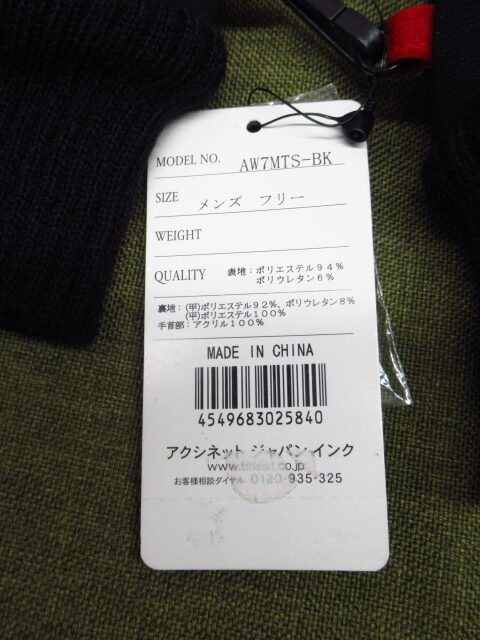 MODEL NO. AW7MTS-BK
SIZE メンズ フリー
WEIGHT
QUALITY 表地：ポリエステル９４％
ポリウレタン６％
裏地：(甲)ポリエステル９２％、ポリウレタン８％
(平)ポリエステル１００％
手首部：アクリル１００％
MADE IN CHINA
4549683025840
アクシネット ジャパン インク
www.titleist.co.jp
お客様相談ダイヤル 0120-935-325